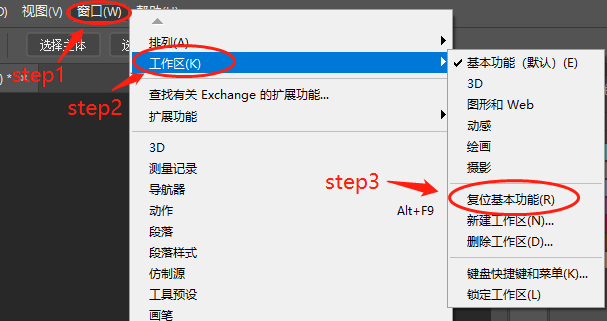 D) 视图(V) 窗口(W) 帮助(H)
选择主体
) *
step1
step2
step3
排列(A)
工作区(K)
查找有关 Exchange 的扩展功能...
扩展功能
3D
测量记录
导航器
动作 Alt+F9
段落
段落样式
仿制源
工具预设
画笔
基本功能（默认）(E)
3D
图形和 Web
动感
绘画
摄影
复位基本功能(R)
新建工作区(N)...
删除工作区(D)...
键盘快捷键和菜单(K)...
锁定工作区(L)